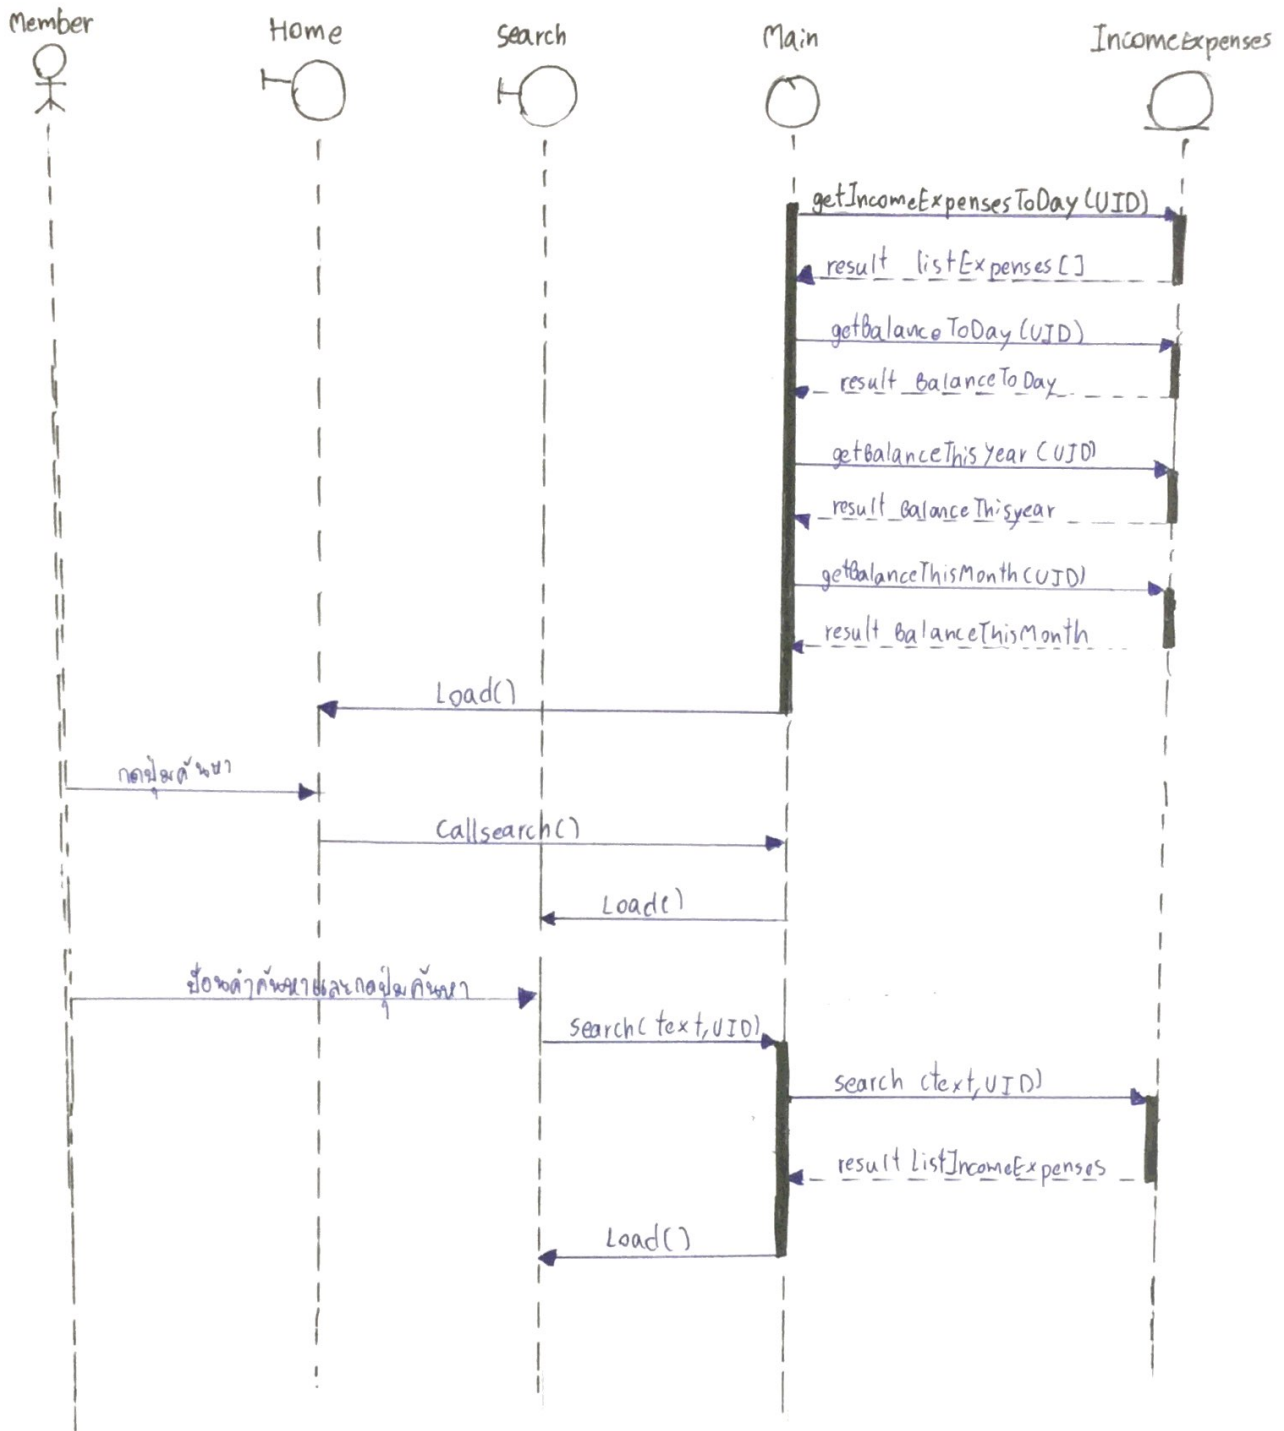 Member
Home
Search
Main
IncomeExpenses
getIncomeExpensesToDay(UID)
result listExpenses[]
getBalanceToDay(UID)
result BalanceToDay
getBalanceThisYear(UID)
result BalanceThisyear
getBalanceThisMonth(UID)
result BalanceThisMonth
Load()
กดปุ่มค้นหา
Callsearch()
Load()
ป้อนคำค้นหาและกดปุ่มค้นหา
Search(text,UID)
Search (text,UID)
result ListIncomeExpenses
Load()